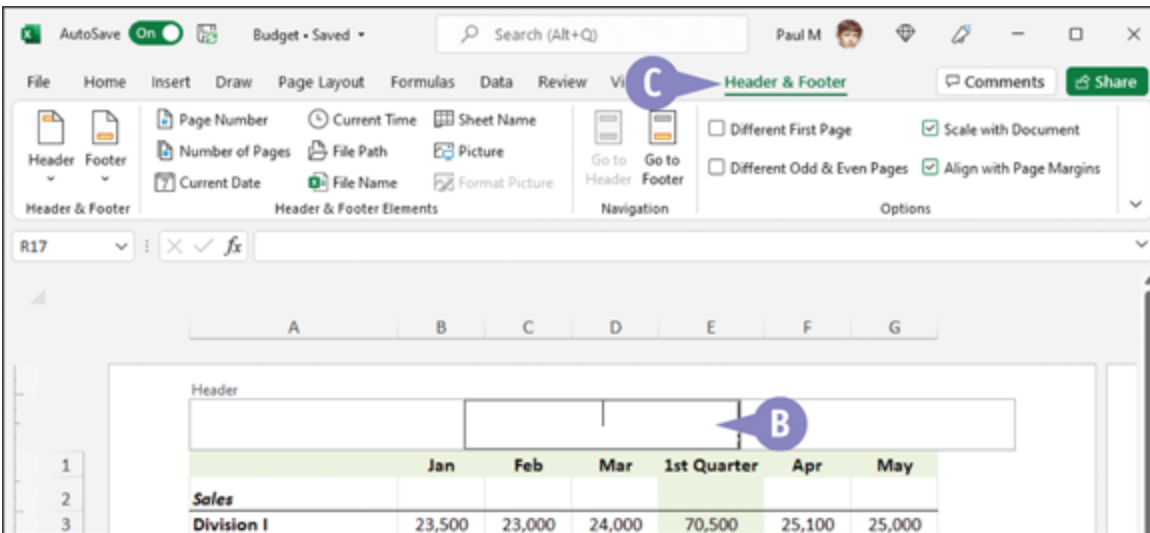 AutoSave On Budget • Saved Search (Alt+Q) Paul M
File Home Insert Draw Page Layout Formulas Data Review C Header & Footer Comments Share
Page Number Current Time Sheet Name Different First Page Scale with Document
Header Footer Number of Pages File Path Picture Go to Header Go to Footer
Current Date File Name Format Picture Different Odd & Even Pages Align with Page Margins
Header & Footer Header & Footer Elements Navigation Options
R17 fx
A B C D E F G
Header
B
1 Jan Feb Mar 1st Quarter Apr May
2 Sales
3 Division I 23,500 23,000 24,000 70,500 25,100 25,000